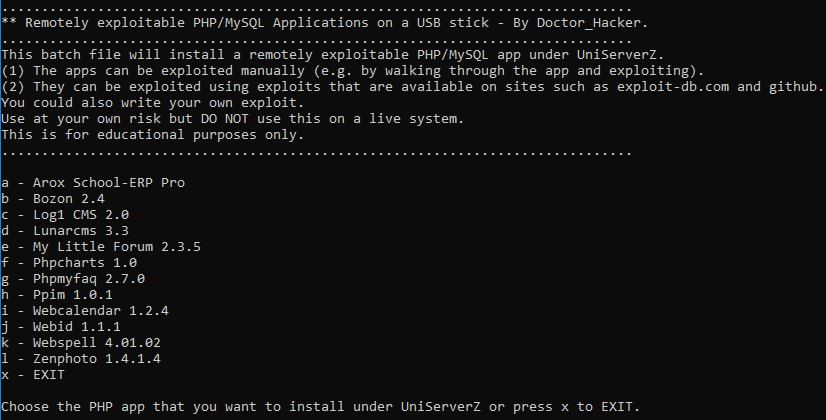 ................................................................................
** Remotely exploitable PHP/MySQL Applications on a USB stick - By Doctor_Hacker.
................................................................................
This batch file will install a remotely exploitable PHP/MySQL app under UniServerZ.
(1) The apps can be exploited manually (e.g. by walking through the app and exploiting).
(2) They can be exploited using exploits that are available on sites such as exploit-db.com and github.
You could also write your own exploit.
Use at your own risk but DO NOT use this on a live system.
This is for educational purposes only.
................................................................................
a - Arox School-ERP Pro
b - Bozon 2.4
c - Log1 CMS 2.0
d - Lunarcms 3.3
e - My Little Forum 2.3.5
f - Phpcharts 1.0
g - Phpmyfaq 2.7.0
h - Ppim 1.0.1
i - Webcalendar 1.2.4
j - Webid 1.1.1
k - Webspell 4.01.02
l - Zenphoto 1.4.1.4
x - EXIT
Choose the PHP app that you want to install under UniServerZ or press x to EXIT.